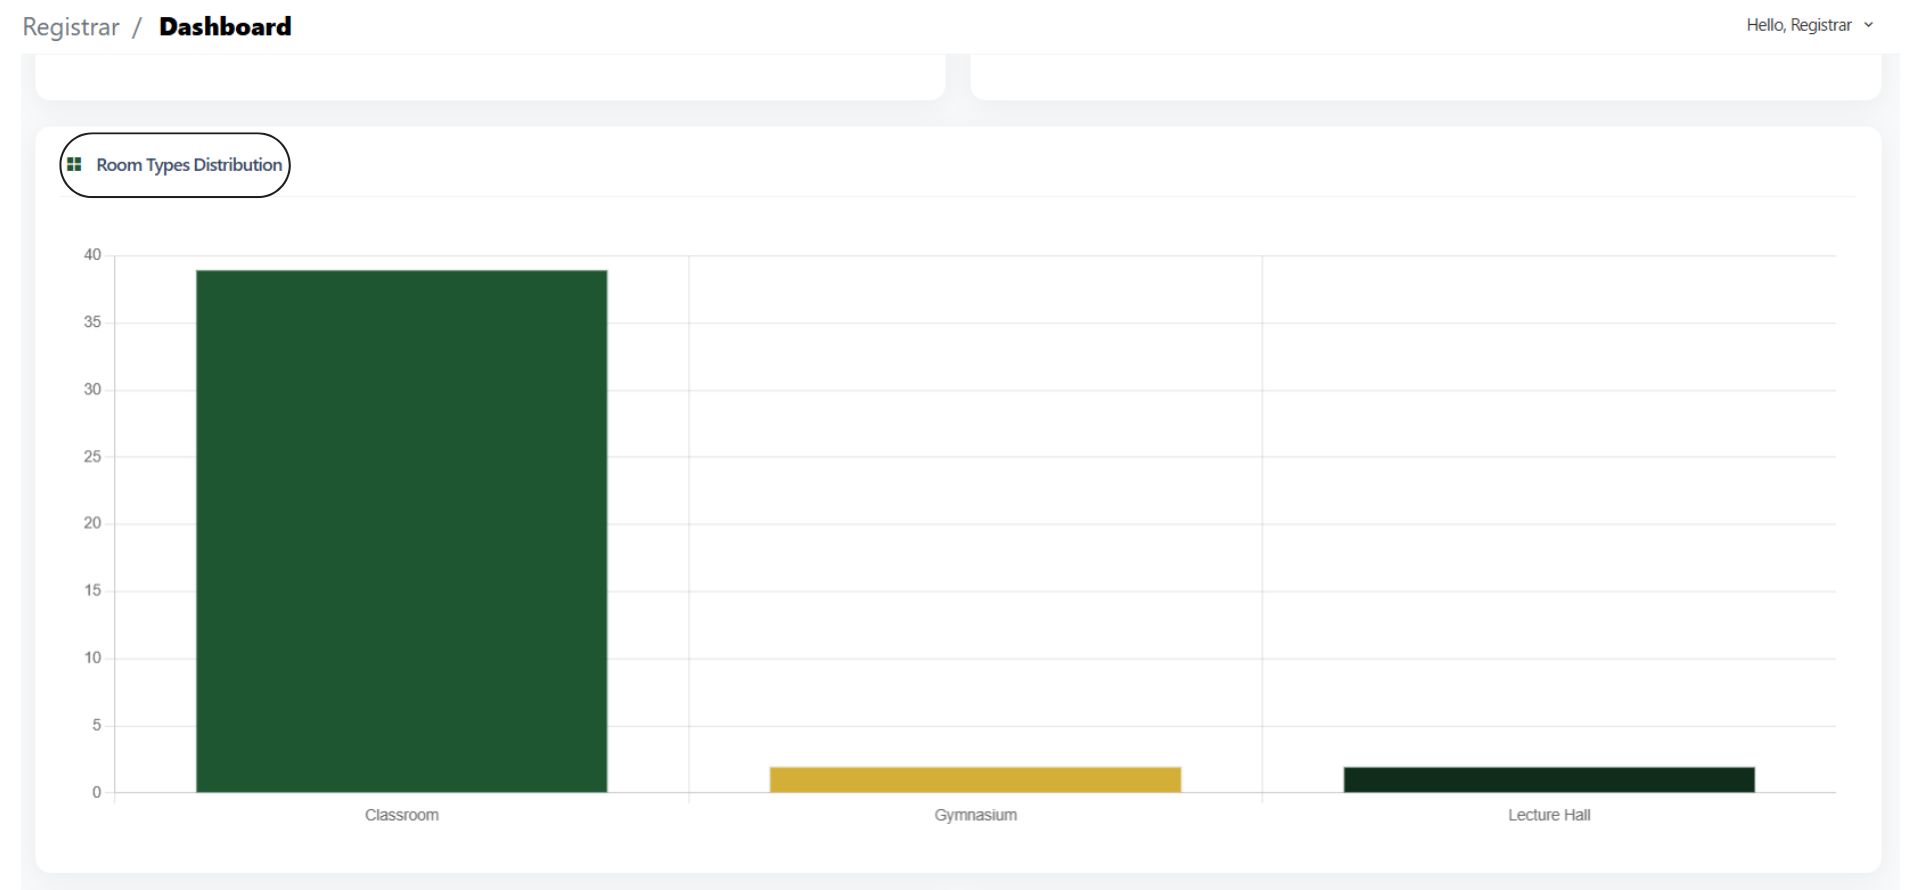 Registrar / Dashboard
Hello, Registrar
Room Types Distribution
40
35
30
25
20
15
10
5
0
Classroom
Gymnasium
Lecture Hall